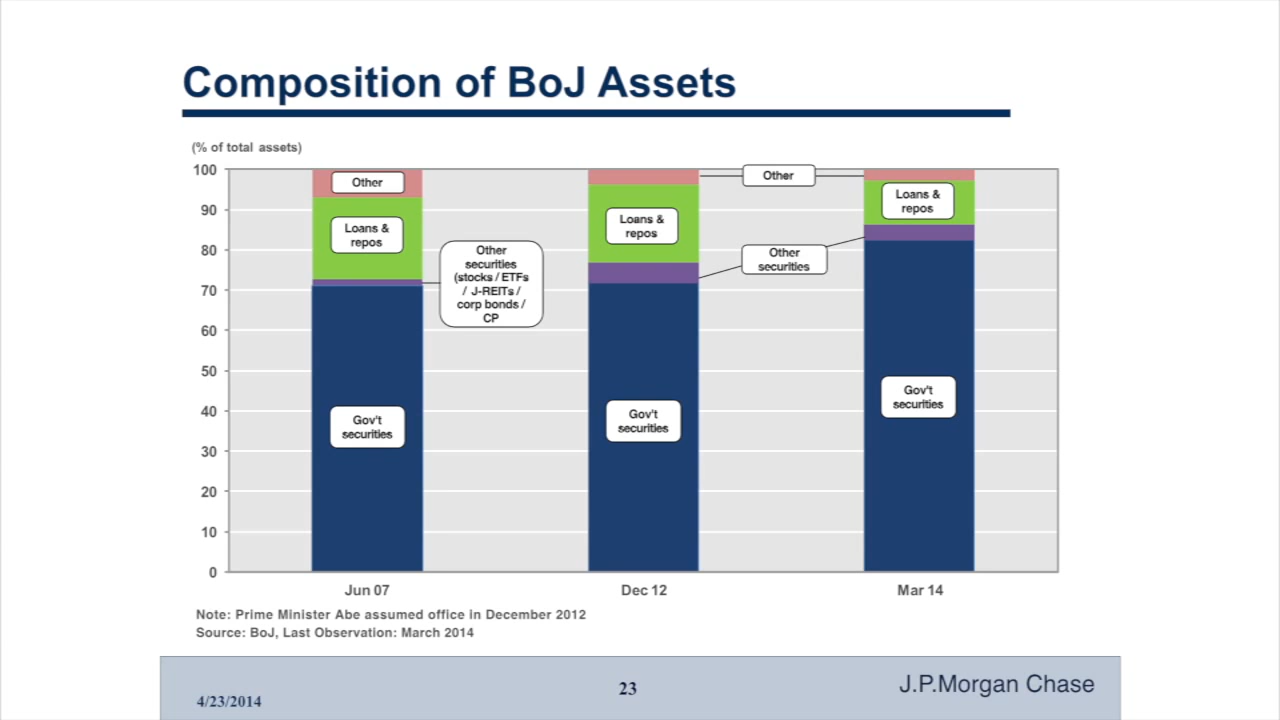 Composition of BoJ Assets
(% of total assets)
100
90
80
70
60
50
40
30
20
10
0
Other
Loans &
repos
Gov't
securities
Other
securities
(stocks / ETFs
/ J-REITs /
corp bonds /
CP
Loans &
repos
Gov't
securities
Other
Other
securities
Loans &
repos
Gov't
securities
Jun 07
Dec 12
Mar 14
Note: Prime Minister Abe assumed office in December 2012
Source: BoJ, Last Observation: March 2014
4/23/2014
23
J.P.Morgan Chase